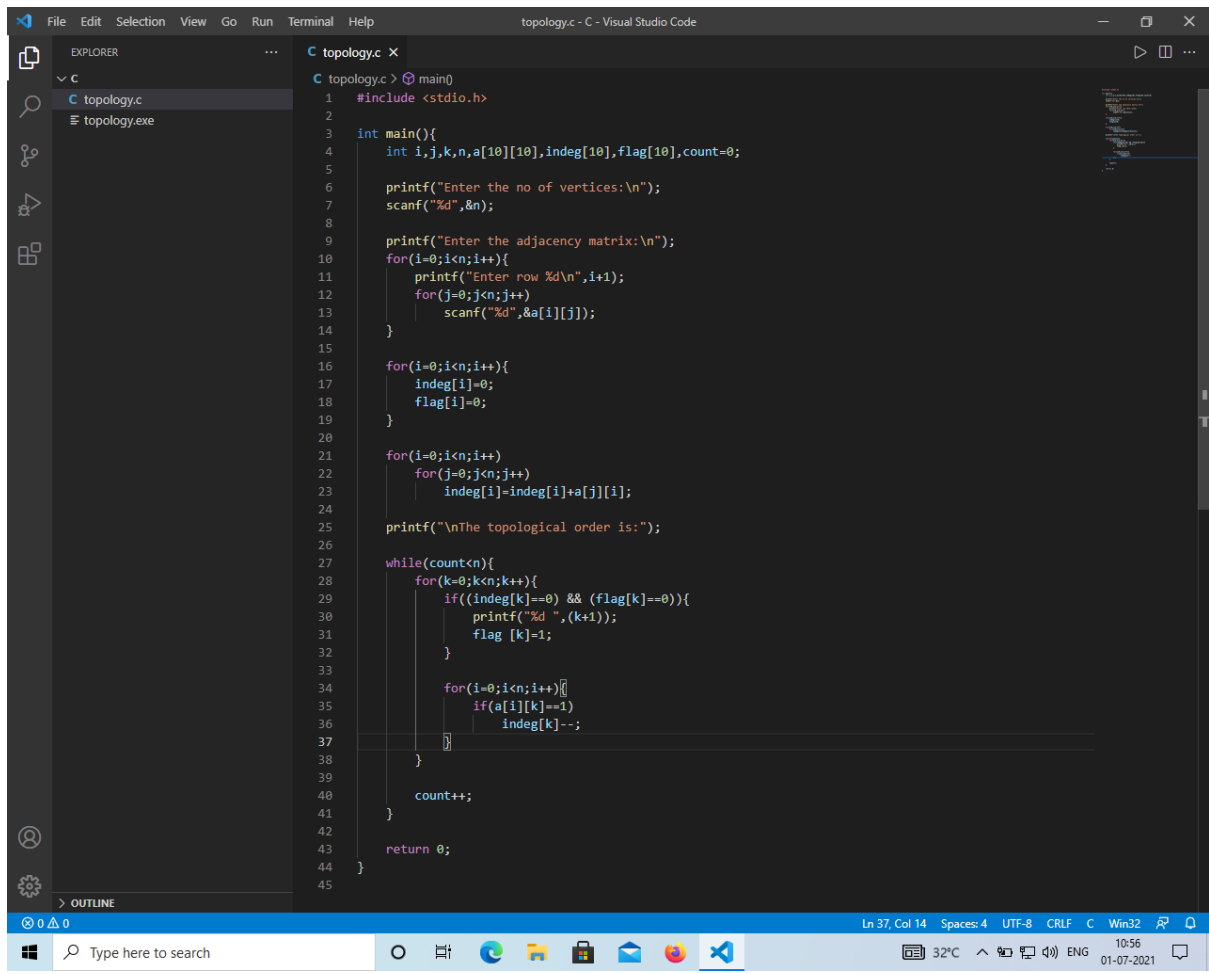 File Edit Selection View Go Run Terminal Help topology.c - C - Visual Studio Code
EXPLORER
C
C topology.c
topology.exe
OUTLINE
C topology.c
C topology.c > main()
1 #include <stdio.h>
2
3 int main(){
4 int i,j,k,n,a[10][10],indeg[10],flag[10],count=0;
5
6 printf("Enter the no of vertices:\n");
7 scanf("%d",&n);
8
9 printf("Enter the adjacency matrix:\n");
10 for(i=0;i<n;i++){
11 printf("Enter row %d\n",i+1);
12 for(j=0;j<n;j++)
13 scanf("%d",&a[i][j]);
14 }
15
16 for(i=0;i<n;i++){
17 indeg[i]=0;
18 flag[i]=0;
19 }
20
21 for(i=0;i<n;i++)
22 for(j=0;j<n;j++)
23 indeg[i]=indeg[i]+a[j][i];
24
25 printf("\nThe topological order is:");
26
27 while(count<n){
28 for(k=0;k<n;k++){
29 if((indeg[k]==0) && (flag[k]==0)){
30 printf("%d ",(k+1));
31 flag [k]=1;
32 }
33
34 for(i=0;i<n;i++){
35 if(a[i][k]==1)
36 indeg[k]--;
37 }
38 }
39
40 count++;
41 }
42
43 return 0;
44 }
45
0 0 Ln 37, Col 14 Spaces: 4 UTF-8 CRLF C Win32
Type here to search 32°C ENG 10:56
01-07-2021